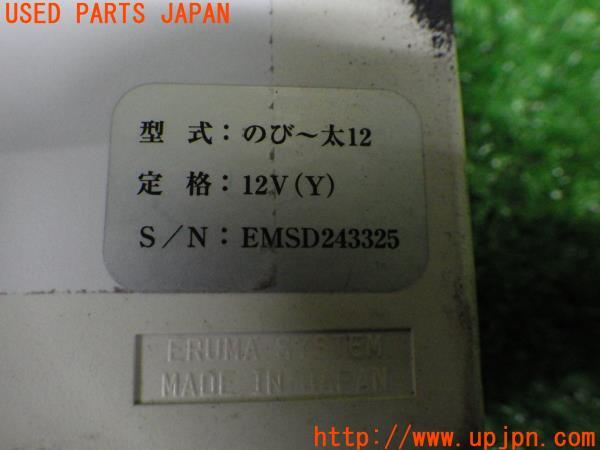 USED PARTS JAPAN
型 式：のび〜太12
定 格：12V(Y)
S／N：EMSD243325
ERUMA SYSTEM
MADE IN JAPAN
http://www.upjpn.com